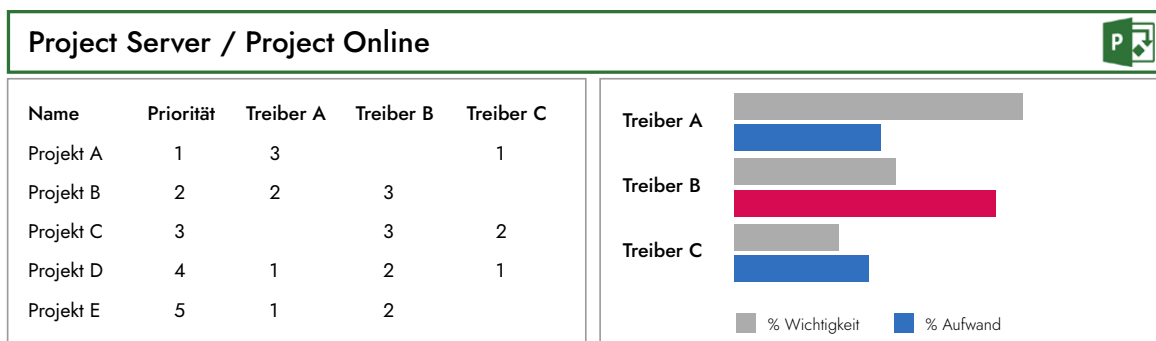 Project Server / Project Online
P
Name Priorität Treiber A Treiber B Treiber C
Projekt A 1 3 1
Projekt B 2 2 3
Projekt C 3 3 2
Projekt D 4 1 2 1
Projekt E 5 1 2
Treiber A
Treiber B
Treiber C
% Wichtigkeit % Aufwand